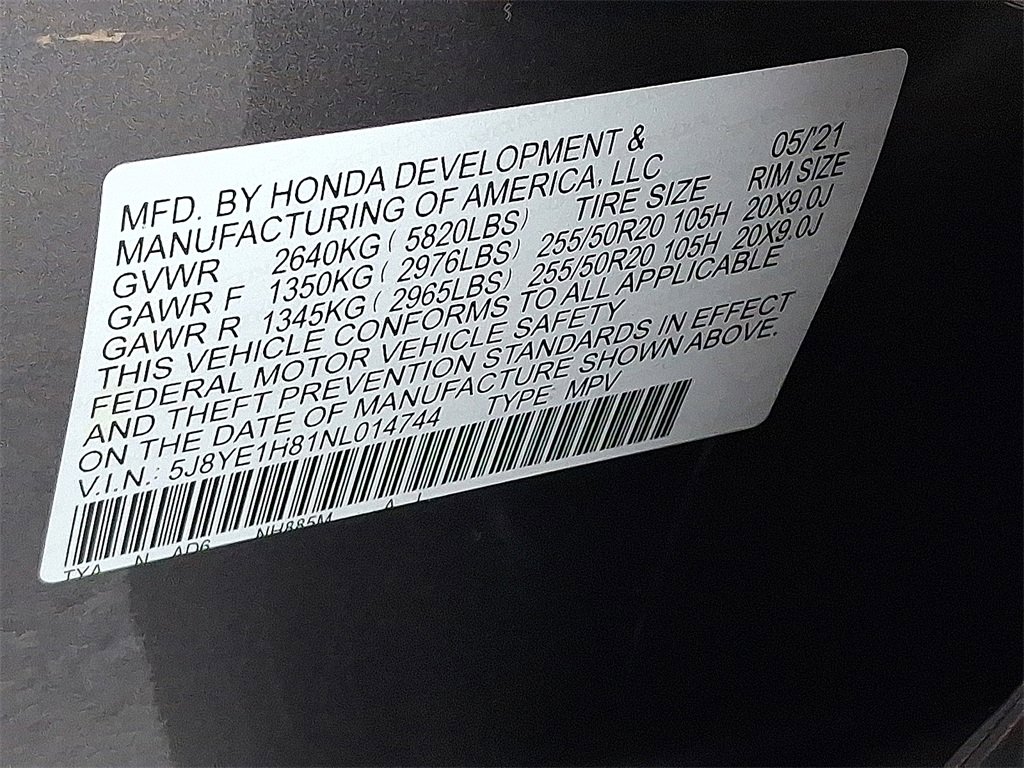 MFD. BY HONDA DEVELOPMENT & 05/'21
MANUFACTURING OF AMERICA, LLC
TIRE SIZE RIM SIZE
GVWR 2640KG ( 5820LBS)
GAWR F 1350KG ( 2976LBS) 255/50R20 105H 20X9.0J
GAWR R 1345KG ( 2965LBS) 255/50R20 105H 20X9.0J
THIS VEHICLE CONFORMS TO ALL APPLICABLE
FEDERAL MOTOR VEHICLE SAFETY
AND THEFT PREVENTION STANDARDS IN EFFECT
ON THE DATE OF MANUFACTURE SHOWN ABOVE.
V.I.N.: 5J8YE1H81NL014744 TYPE MPV
TYA N AD6 NH885M A L